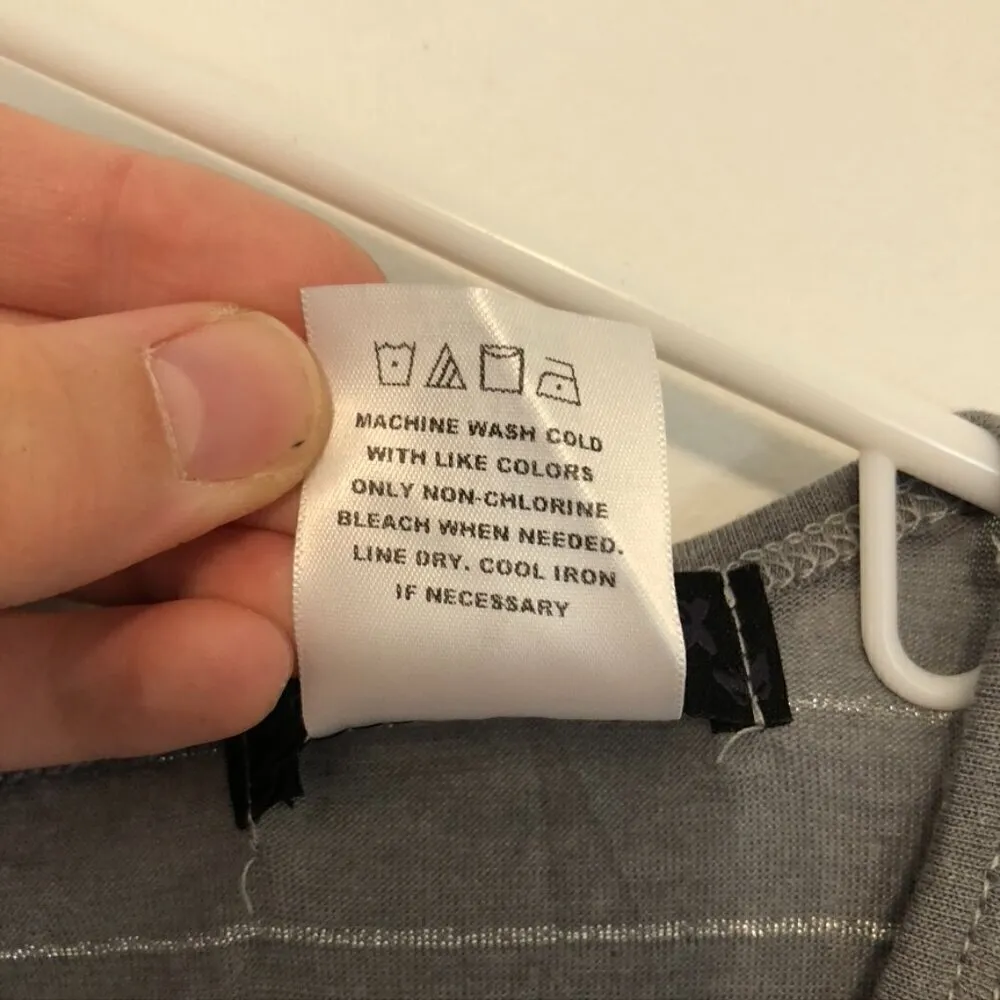 MACHINE WASH COLD
WITH LIKE COLORS
ONLY NON-CHLORINE
BLEACH WHEN NEEDED.
LINE DRY. COOL IRON
IF NECESSARY